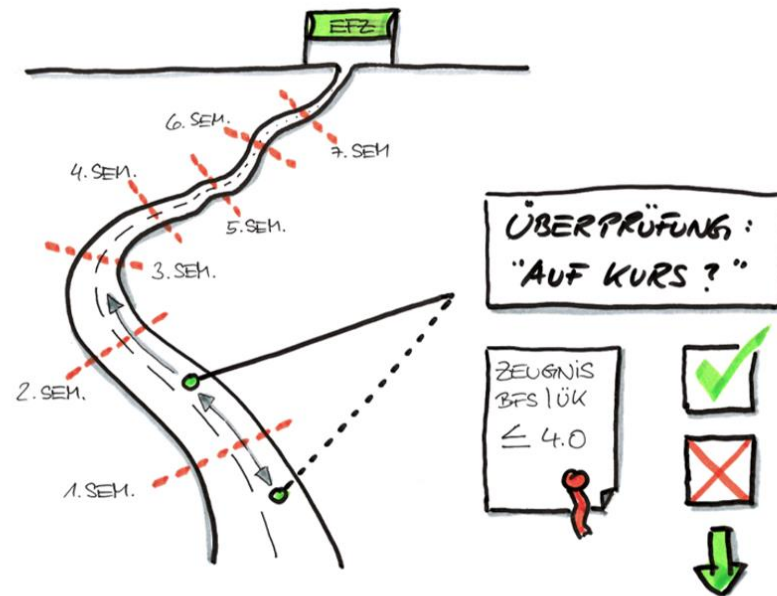 EFZ
6. SEM.
7. SEM
4. SEM.
5. SEM.
3. SEM.
2. SEM.
1. SEM.
ÜBERPRÜFUNG:
"AUF KURS?"
ZEUGNIS
BFS | ÜK
≤ 4.0